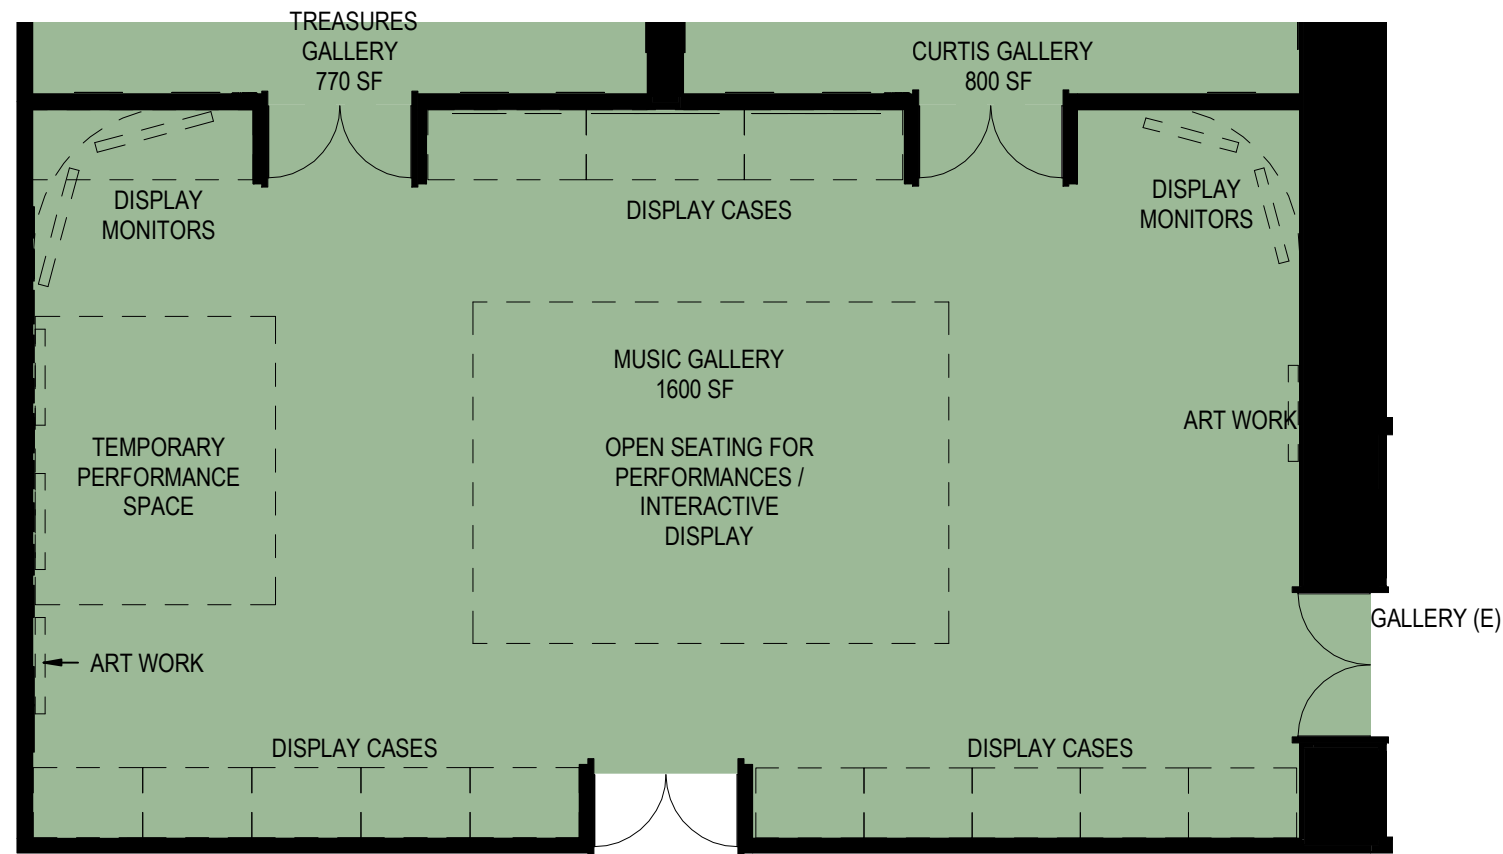 TREASURES
GALLERY
770 SF
CURTIS GALLERY
800 SF
DISPLAY
MONITORS
DISPLAY CASES
DISPLAY
MONITORS
MUSIC GALLERY
1600 SF
OPEN SEATING FOR
PERFORMANCES /
INTERACTIVE
DISPLAY
TEMPORARY
PERFORMANCE
SPACE
ART WORK
GALLERY (E)
ART WORK
DISPLAY CASES
DISPLAY CASES